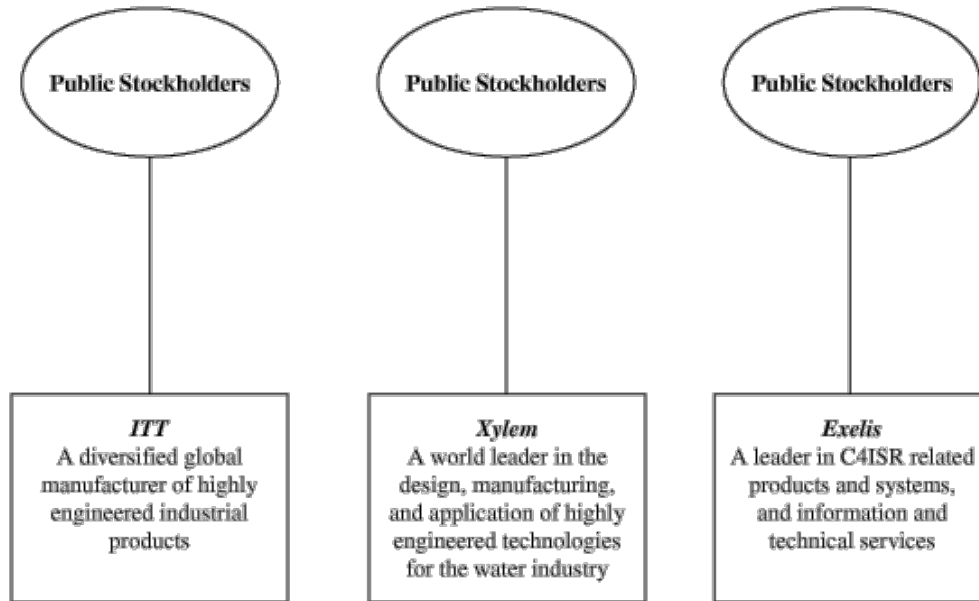 Public Stockholders
Public Stockholders
Public Stockholders
ITT
A diversified global
manufacturer of highly
engineered industrial
products
Xylem
A world leader in the
design, manufacturing,
and application of highly
engineered technologies
for the water industry
Exelis
A leader in C4ISR related
products and systems,
and information and
technical services